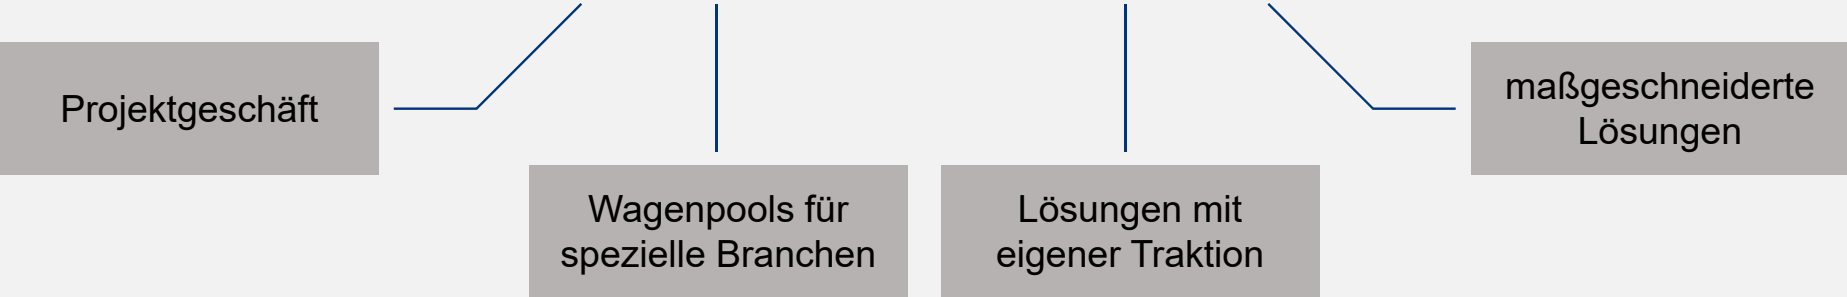 Projektgeschäft
Wagenpools für
spezielle Branchen
Lösungen mit
eigener Traktion
maßgeschneiderte
Lösungen